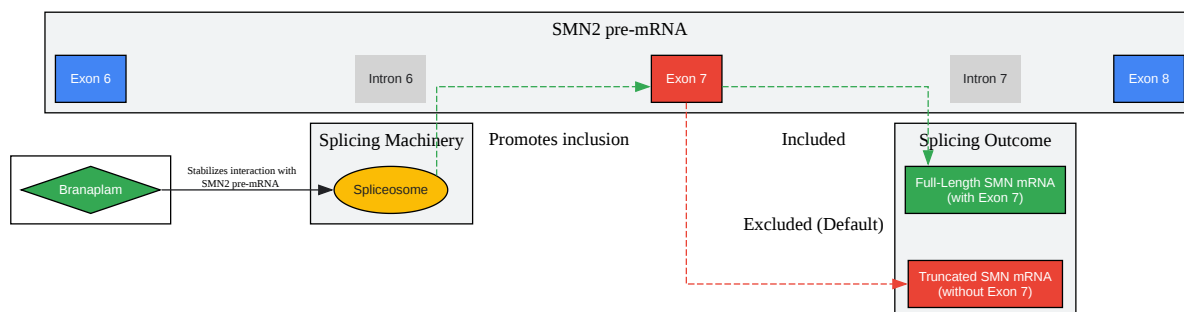 SMN2 pre-mRNA
Exon 6
Intron 6
Exon 7
Intron 7
Exon 8
Splicing Machinery
Promotes inclusion
Included
Splicing Outcome
Stabilizes interaction with
SMN2 pre-mRNA
Branaplam
Spliceosome
Full-Length SMN mRNA
(with Exon 7)
Excluded (Default)
Truncated SMN mRNA
(without Exon 7)